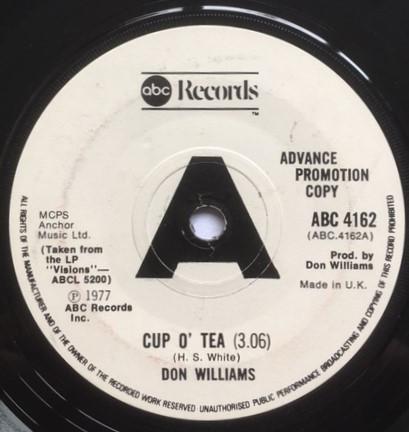 abc Records
TM
ADVANCE
PROMOTION
COPY
A
MCPS
Anchor
Music Ltd.
(Taken from
the LP
"Visions"—
ABCL 5200)
Ⓟ 1977
ABC Records
Inc.
ABC 4162
(ABC.4162A)
Prod. by
Don Williams
Made in U.K.
CUP O' TEA (3.06)
(H. S. White)
DON WILLIAMS
ALL RIGHTS OF THE MANUFACTURER AND OF THE OWNER OF THE RECORDED WORK RESERVED UNAUTHORISED PUBLIC PERFORMANCE BROADCASTING AND COPYING OF THIS RECORD PROHIBITED